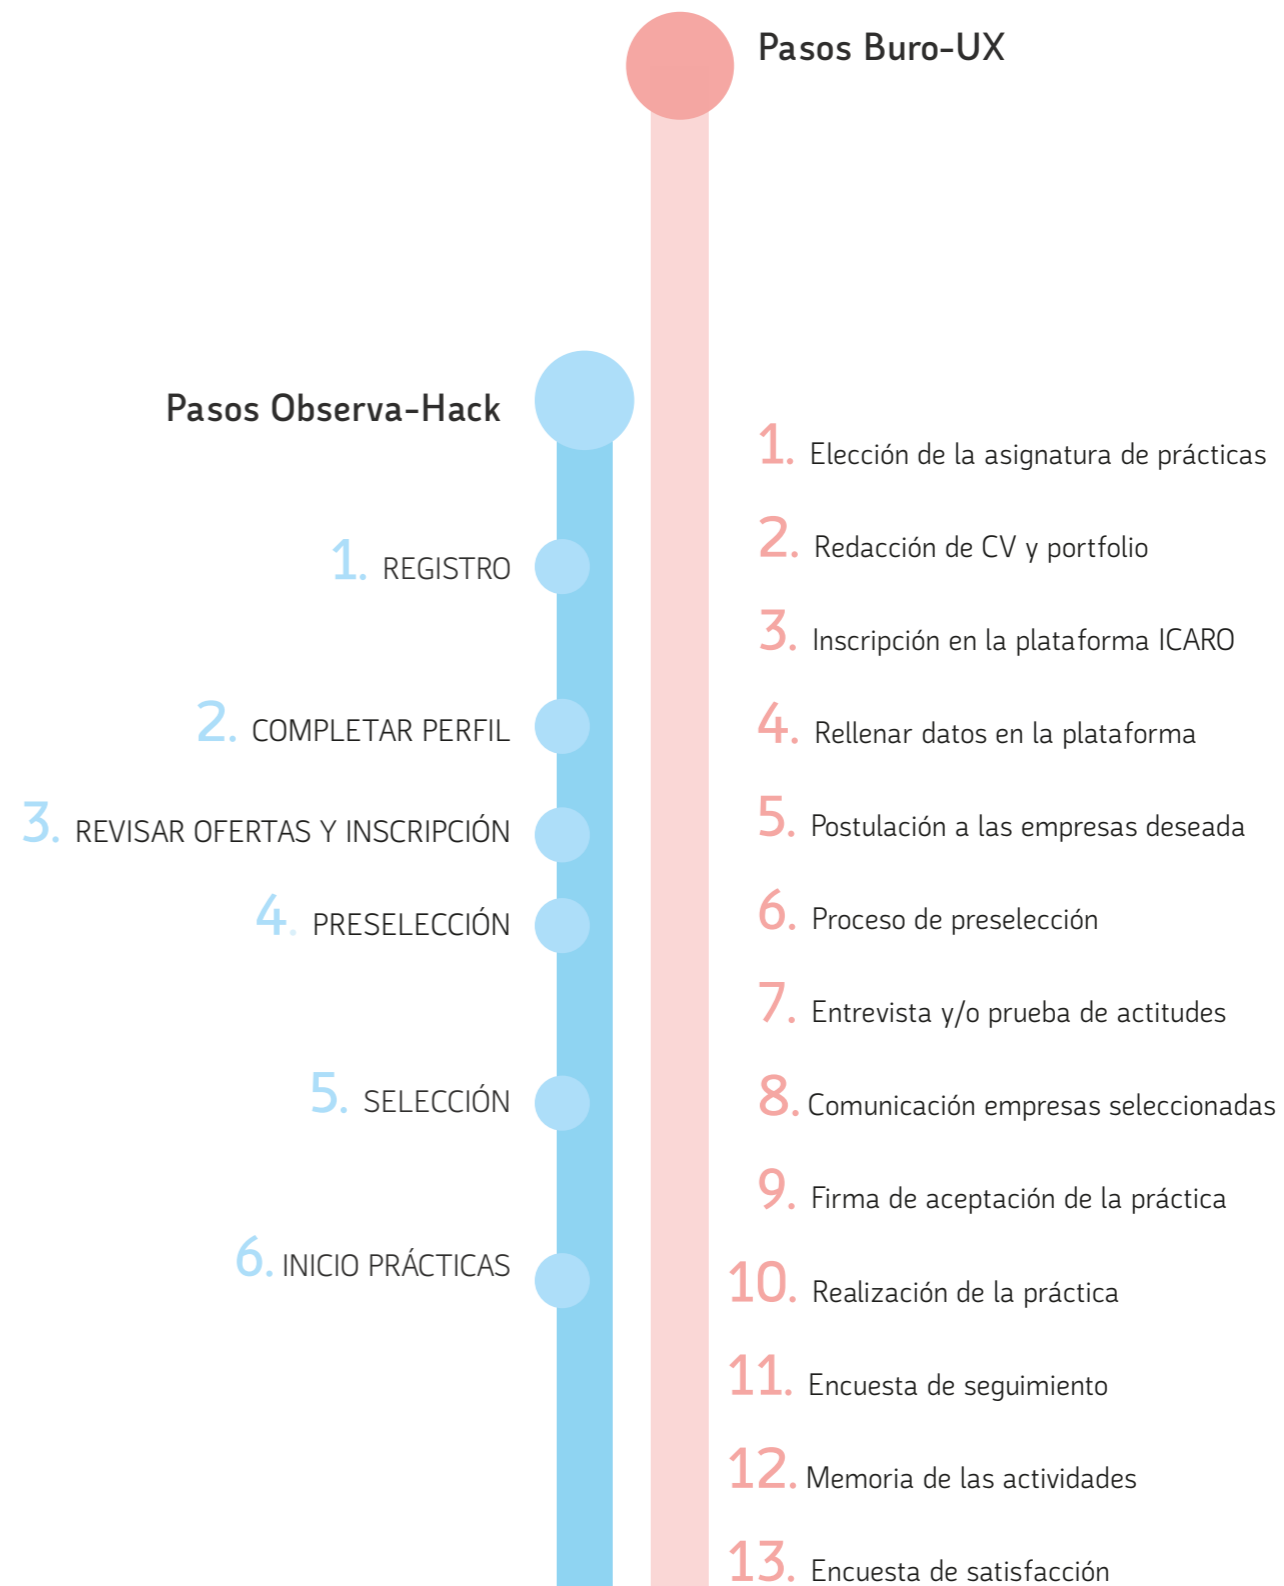 Pasos Buro-UX
Pasos Observa-Hack
1. REGISTRO
2. COMPLETAR PERFIL
3. REVISAR OFERTAS Y INSCRIPCIÓN
4. PRESELECCIÓN
5. SELECCIÓN
6. INICIO PRÁCTICAS
1. Elección de la asignatura de prácticas
2. Redacción de CV y portfolio
3. Inscripción en la plataforma ICARO
4. Rellenar datos en la plataforma
5. Postulación a las empresas deseada
6. Proceso de preselección
7. Entrevista y/o prueba de actitudes
8. Comunicación empresas seleccionadas
9. Firma de aceptación de la práctica
10. Realización de la práctica
11. Encuesta de seguimiento
12. Memoria de las actividades
13. Encuesta de satisfacción